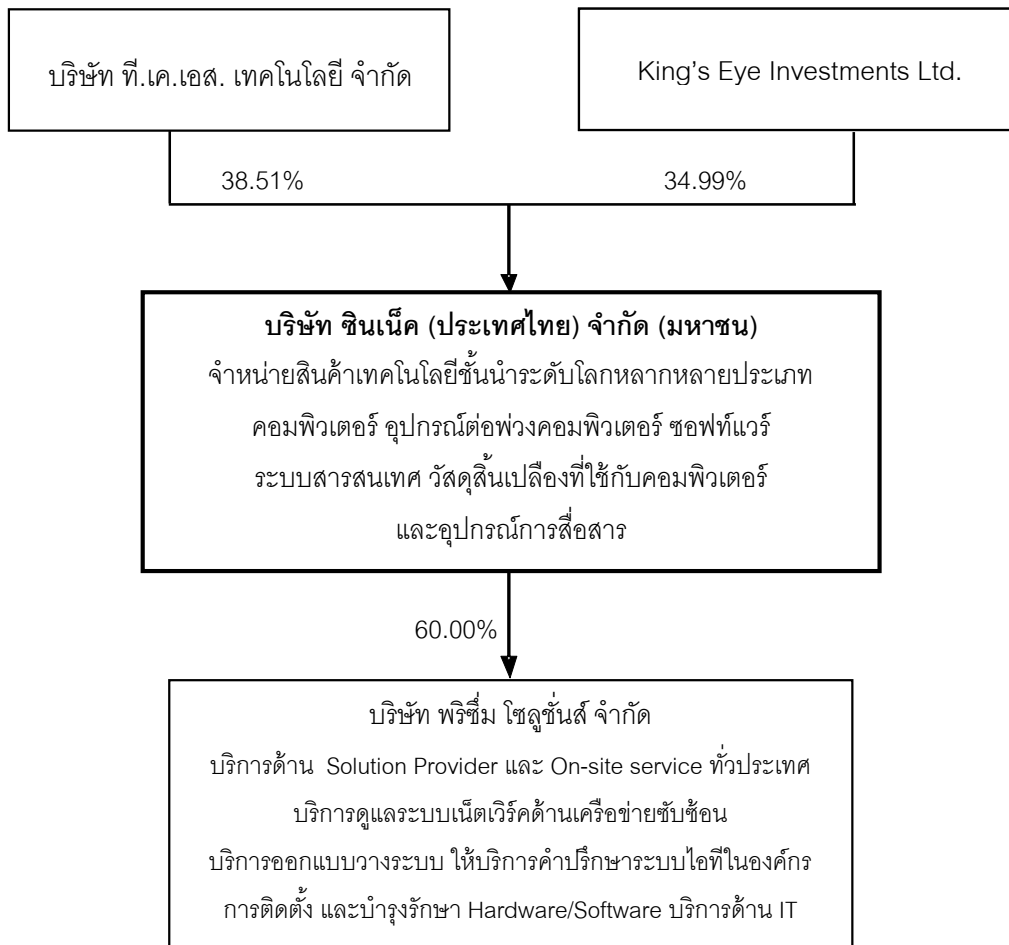 บริษัท ที.เค.เอส. เทคโนโลยี จำกัด
King's Eye Investments Ltd.
38.51%
34.99%
บริษัท ซินเน็ค (ประเทศไทย) จำกัด (มหาชน)
จำหน่ายสินค้าเทคโนโลยีชั้นนำระดับโลกหลากหลายประเภท
คอมพิวเตอร์ อุปกรณ์ต่อพ่วงคอมพิวเตอร์ ซอฟท์แวร์
ระบบสารสนเทศ วัสดุสิ้นเปลืองที่ใช้กับคอมพิวเตอร์
และอุปกรณ์การสื่อสาร
60.00%
บริษัท พริซึ่ม โซลูชั่นส์ จำกัด
บริการด้าน Solution Provider และ On-site service ทั่วประเทศ
บริการดูแลระบบเน็ตเวิร์คด้านเครือข่ายซับซ้อน
บริการออกแบบวางระบบ ให้บริการคำปรึกษาระบบไอทีในองค์กร
การติดตั้ง และบำรุงรักษา Hardware/Software บริการด้าน IT